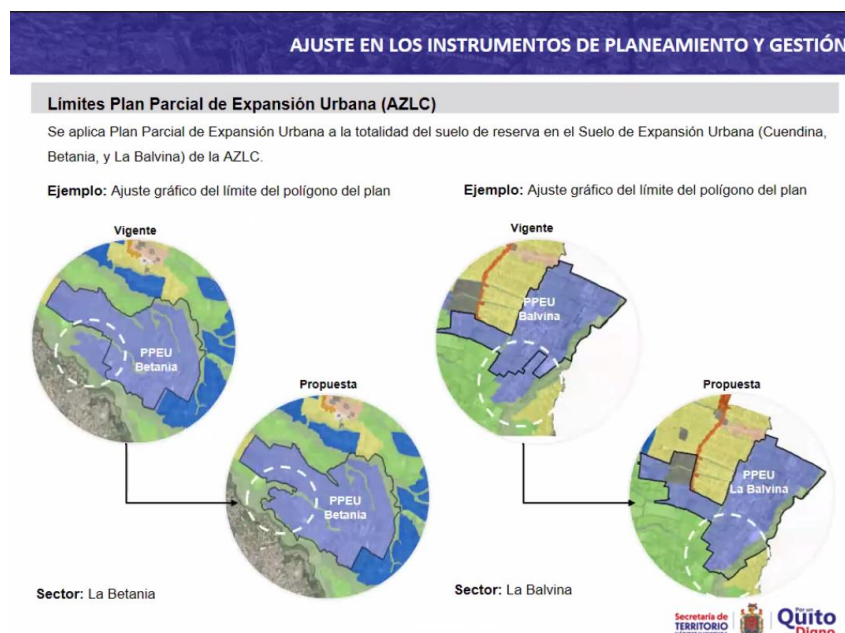 AJUSTE EN LOS INSTRUMENTOS DE PLANEAMIENTO Y GESTIÓN
Límites Plan Parcial de Expansión Urbana (AZLC)
Se aplica Plan Parcial de Expansión Urbana a la totalidad del suelo de reserva en el Suelo de Expansión Urbana (Cuendina,
Betania, y La Balvina) de la AZLC.
Ejemplo: Ajuste gráfico del límite del polígono del plan
Vigente
PPEU
Betania
Propuesta
PPEU
Betania
Sector: La Betania
Ejemplo: Ajuste gráfico del límite del polígono del plan
Vigente
PPEU
Balvina
Propuesta
PPEU
La Balvina
Sector: La Balvina
Secretaría de
TERRITORIO
Por un
Quito
Digno